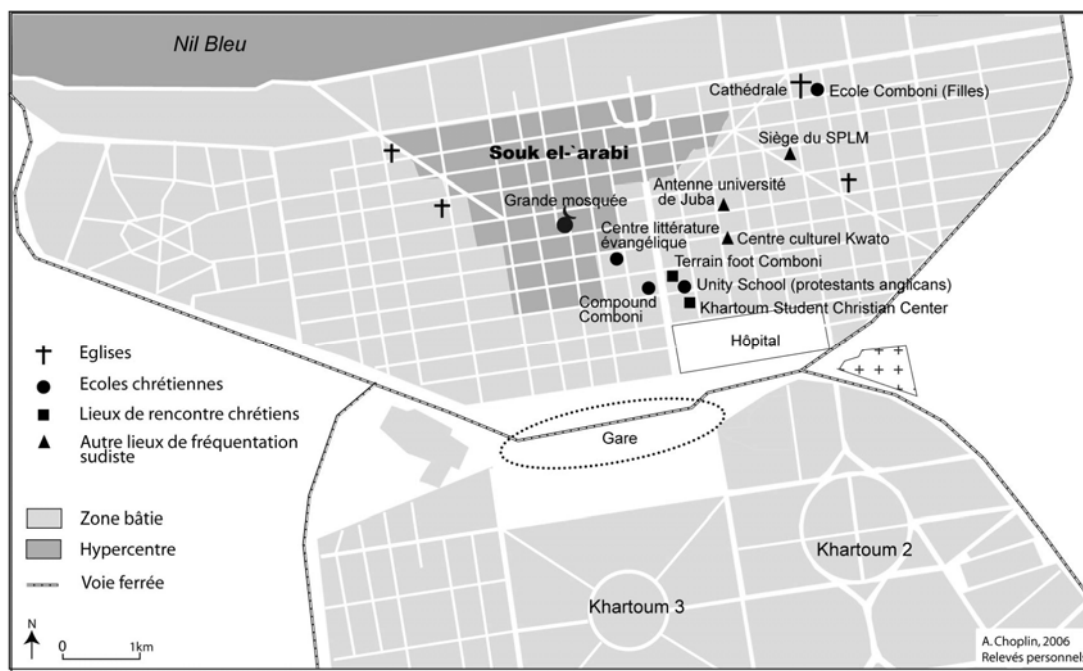 Nil Bleu
Cathédrale
Ecole Comboni (Filles)
Siège du SPLM
Souk el-`arabi
Antenne université
de Juba
Grande mosquée
Centre littérature
évangélique
Centre culturel Kwato
Terrain foot Comboni
Unity School (protestants anglicans)
Compound
Comboni
Khartoum Student Christian Center
Hôpital
Gare
Eglises
Ecoles chrétiennes
Lieux de rencontre chrétiens
Autre lieux de fréquentation
sudiste
Zone bâtie
Hypercentre
Voie ferrée
Khartoum 2
Khartoum 3
N
0 1km
A. Choplin, 2006
Relevés personnels